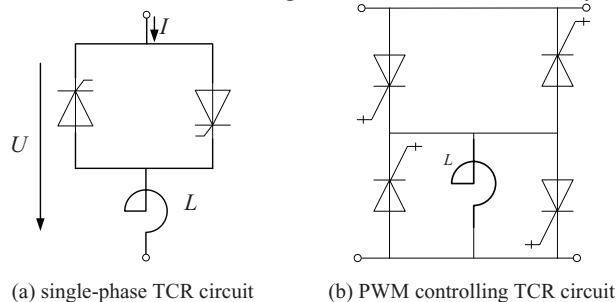 I
U
L
L
(a) single-phase TCR circuit
(b) PWM controlling TCR circuit